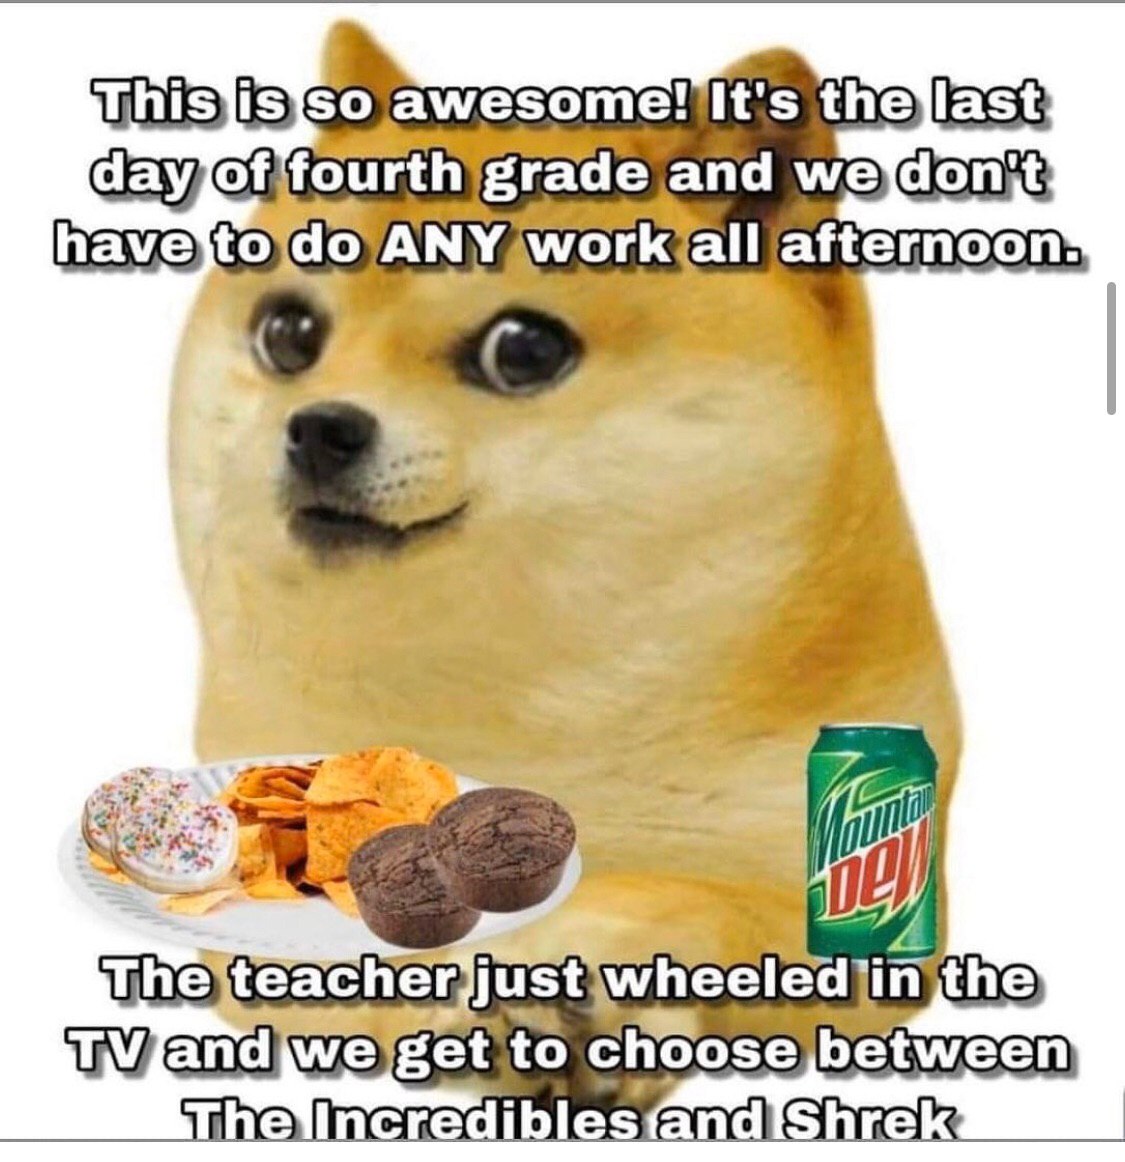 This is so awesome! It's the last
day of fourth grade and we don't
have to do ANY work all afternoon.
Mountain
DEW
The teacher just wheeled in the
TV and we get to choose between
The Incredibles and Shrek